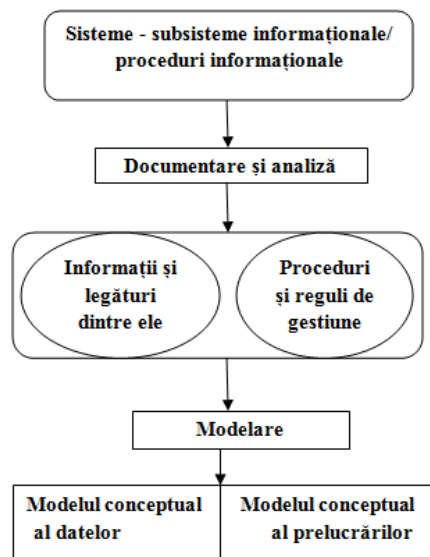 Sisteme - subsisteme informaționale/
proceduri informaționale
Documentare și analiză
Informații și
legături
dintre ele
Proceduri
și reguli de
gestiune
Modelare
Modelul conceptual
al datelor
Modelul conceptual
al prelucrărilor